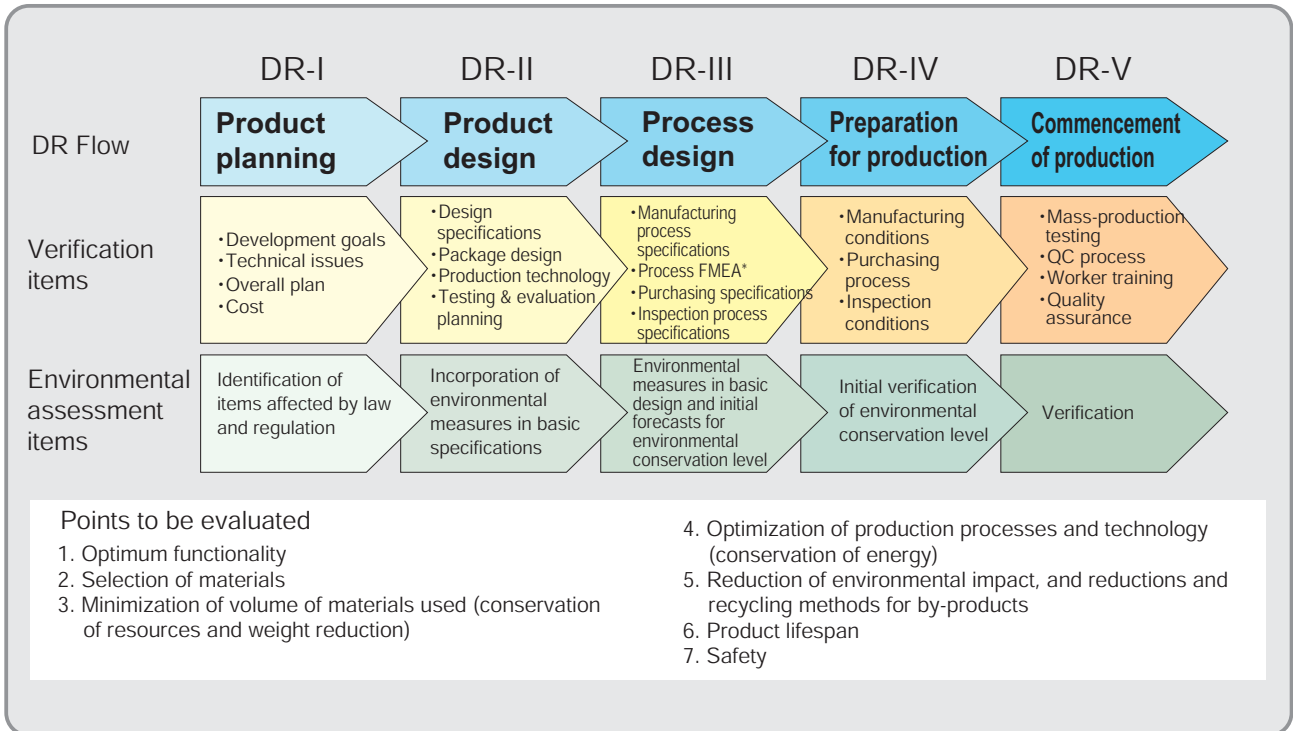 DR-I
DR-II
DR-III
DR-IV
DR-V
DR Flow
Product
planning
Product
design
Process
design
Preparation
for production
Commencement
of production
Verification
items
・Development goals
・Technical issues
・Overall plan
・Cost
・Design
specifications
・Package design
・Production technology
・Testing & evaluation
planning
・Manufacturing
process
specifications
・Process FMEA*
・Purchasing specifications
・Inspection process
specifications
・Manufacturing
conditions
・Purchasing
process
・Inspection
conditions
・Mass-production
testing
・QC process
・Worker training
・Quality
assurance
Environmental
assessment
items
Identification of
items affected by law
and regulation
Incorporation of
environmental
measures in basic
specifications
Environmental
measures in basic
design and initial
forecasts for
environmental
conservation level
Initial verification
of environmental
conservation level
Verification
Points to be evaluated
1. Optimum functionality
2. Selection of materials
3. Minimization of volume of materials used (conservation
of resources and weight reduction)
4. Optimization of production processes and technology
(conservation of energy)
5. Reduction of environmental impact, and reductions and
recycling methods for by-products
6. Product lifespan
7. Safety